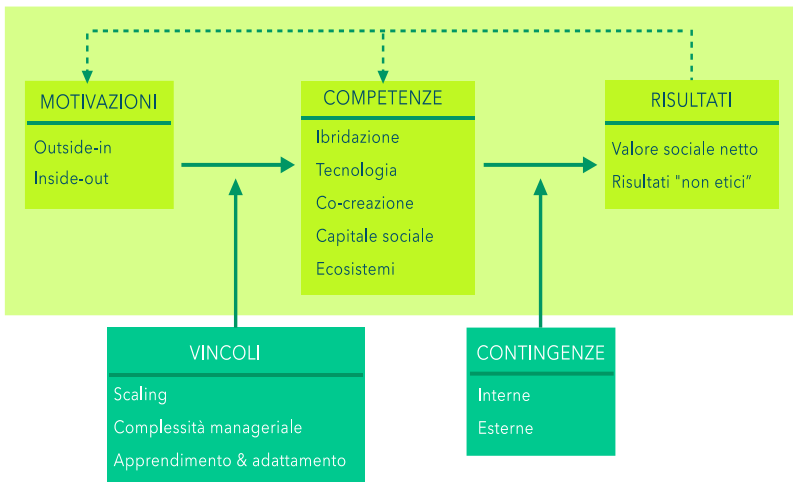 MOTIVAZIONI
Outside-in
Inside-out
COMPETENZE
Ibridazione
Tecnologia
Co-creazione
Capitale sociale
Ecosistemi
RISULTATI
Valore sociale netto
Risultati "non etici”
VINCOLI
Scaling
Complessità manageriale
Apprendimento & adattamento
CONTINGENZE
Interne
Esterne